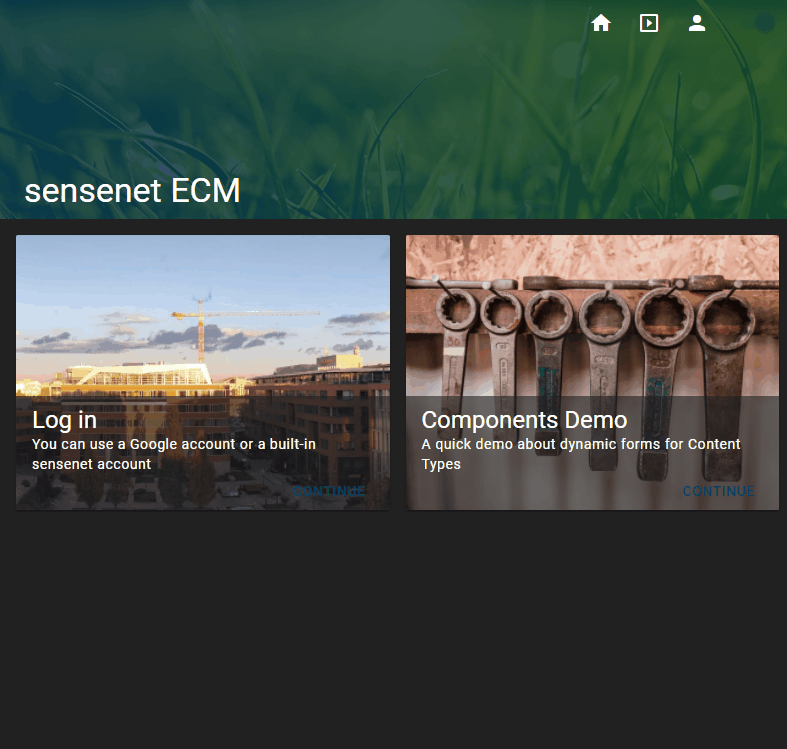 sensenet ECM
Log in
You can use a Google account or a built-in
sensenet account
CONTINUE
Components Demo
A quick demo about dynamic forms for Content
Types
CONTINUE